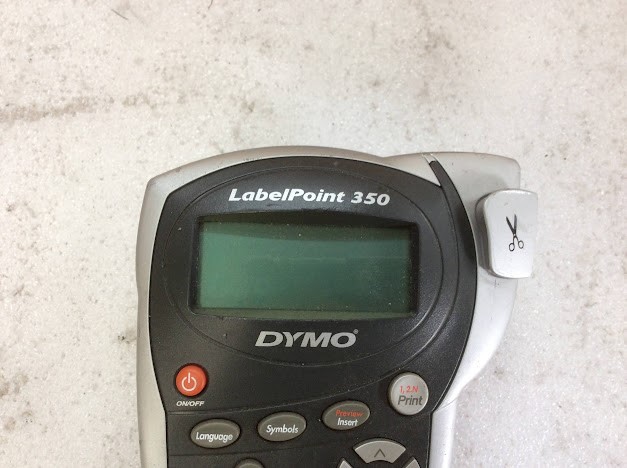 LabelPoint 350
DYMO®
ON/OFF
1,2..N
Print
Preview
Insert
Symbols
Language